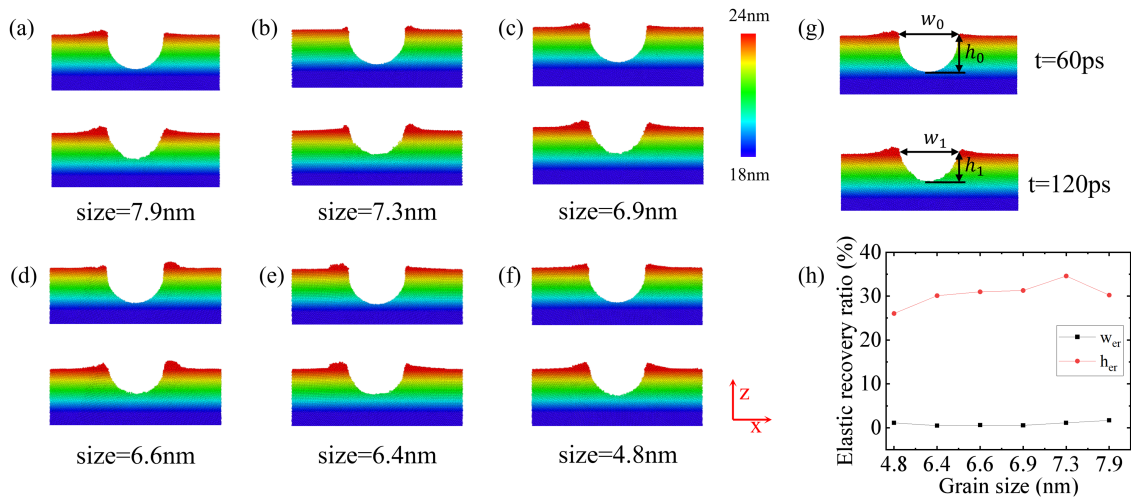 (a)
(b)
(c)
24nm
18nm
size=7.9nm
size=7.3nm
size=6.9nm
(d)
(e)
(f)
size=6.6nm
size=6.4nm
size=4.8nm
z
x
(g)
w₀
h₀
t=60ps
w₁
h₁
t=120ps
(h)
Elastic recovery ratio (%)
40
30
20
10
0
w_er
h_er
4.8 6.4 6.6 6.9 7.3 7.9
Grain size (nm)